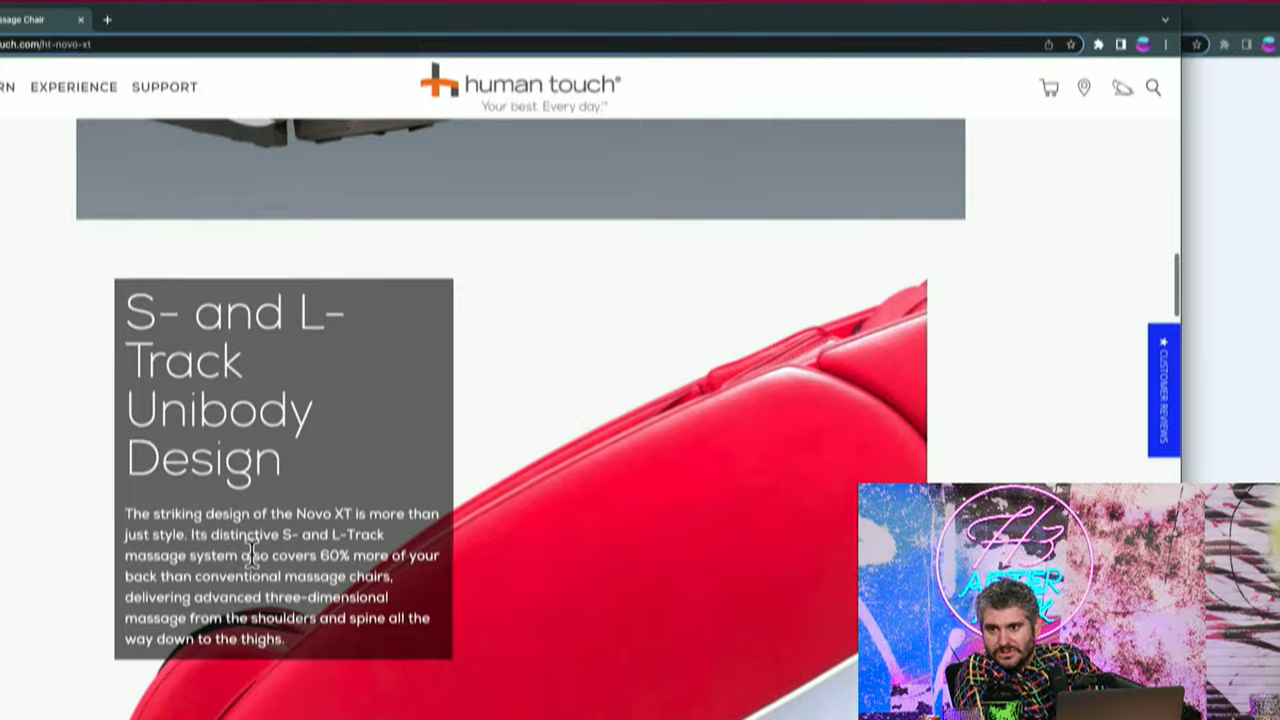 ssage Chair
uch.com/ht-novo-xt
RN EXPERIENCE SUPPORT
human touch®
Your best. Every day.™
S- and L-
Track
Unibody
Design
The striking design of the Novo XT is more than
just style. Its distinctive S- and L-Track
massage system also covers 60% more of your
back than conventional massage chairs,
delivering advanced three-dimensional
massage from the shoulders and spine all the
way down to the thighs.
★ CUSTOMER REVIEWS
H3
AFTER